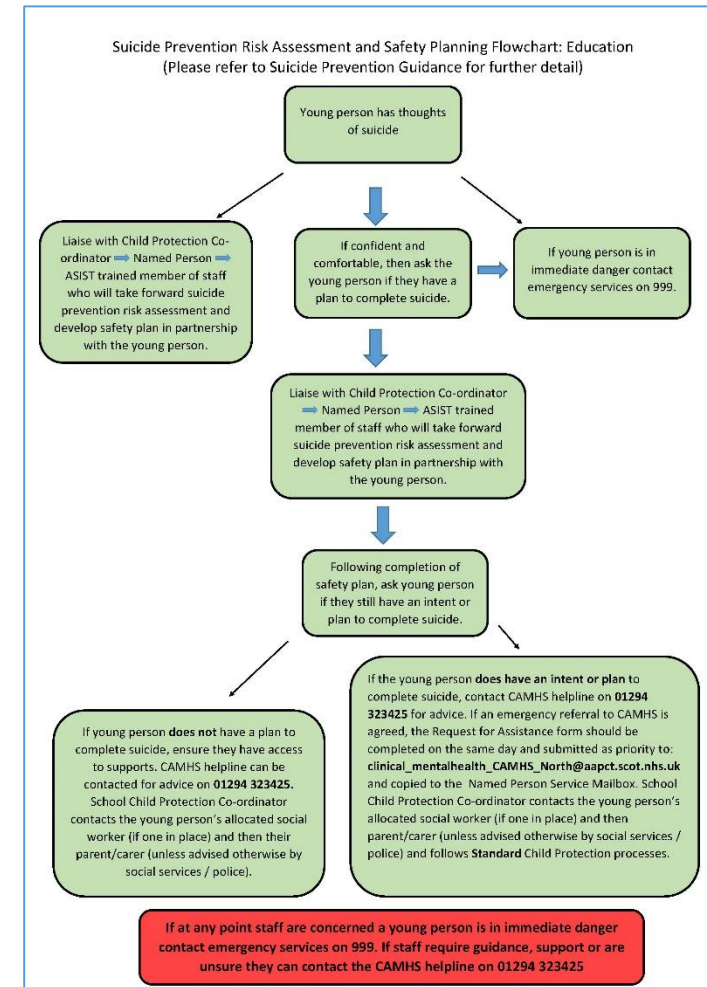 Suicide Prevention Risk Assessment and Safety Planning Flowchart: Education
(Please refer to Suicide Prevention Guidance for further detail)
Young person has thoughts
of suicide
Liaise with Child Protection Co-
ordinator Named Person
ASIST trained member of staff
who will take forward suicide
prevention risk assessment and
develop safety plan in partnership
with the young person.
If confident and
comfortable, then ask the
young person if they have a
plan to complete suicide.
If young person is in
immediate danger contact
emergency services on 999.
Liaise with Child Protection Co-ordinator
Named Person ASIST trained
member of staff who will take forward
suicide prevention risk assessment and
develop safety plan in partnership with
the young person.
Following completion of
safety plan, ask young person
if they still have an intent or
plan to complete suicide.
If young person does not have a plan to
complete suicide, ensure they have access
to supports. CAMHS helpline can be
contacted for advice on 01294 323425.
School Child Protection Co-ordinator
contacts the young person's allocated social
worker (if one in place) and then their
parent/carer (unless advised otherwise by
social services / police).
If the young person does have an intent or plan to
complete suicide, contact CAMHS helpline on 01294
323425 for advice. If an emergency referral to CAMHS is
agreed, the Request for Assistance form should be
completed on the same day and submitted as priority to:
clinical_mentalhealth_CAMHS_North@aapct.scot.nhs.uk
and copied to the Named Person Service Mailbox. School
Child Protection Co-ordinator contacts the young person's
allocated social worker (if one in place) and then
parent/carer (unless advised otherwise by social services /
police) and follows Standard Child Protection processes.
If at any point staff are concerned a young person is in immediate danger
contact emergency services on 999. If staff require guidance, support or are
unsure they can contact the CAMHS helpline on 01294 323425